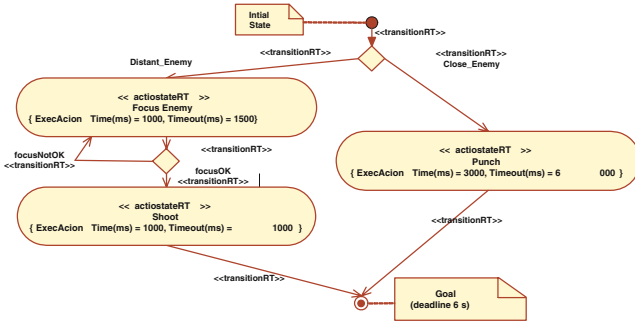 Intial
State
<<transitionRT>>
<<transitionRT>>
<<transitionRT>>
Distant_Enemy
Close_Enemy
<< actiostateRT >>
Focus Enemy
{ ExecAcion Time(ms) = 1000, Timeout(ms) = 1500}
focusNotOK
<<transitionRT>>
<<transitionRT>>
focusOK
<<transitionRT>>
<< actiostateRT >>
Punch
{ ExecAcion Time(ms) = 3000, Timeout(ms) = 6 000 }
<< actiostateRT >>
Shoot
{ ExecAcion Time(ms) = 1000, Timeout(ms) = 1000 }
<<transitionRT>>
<<transitionRT>>
Goal
(deadline 6 s)